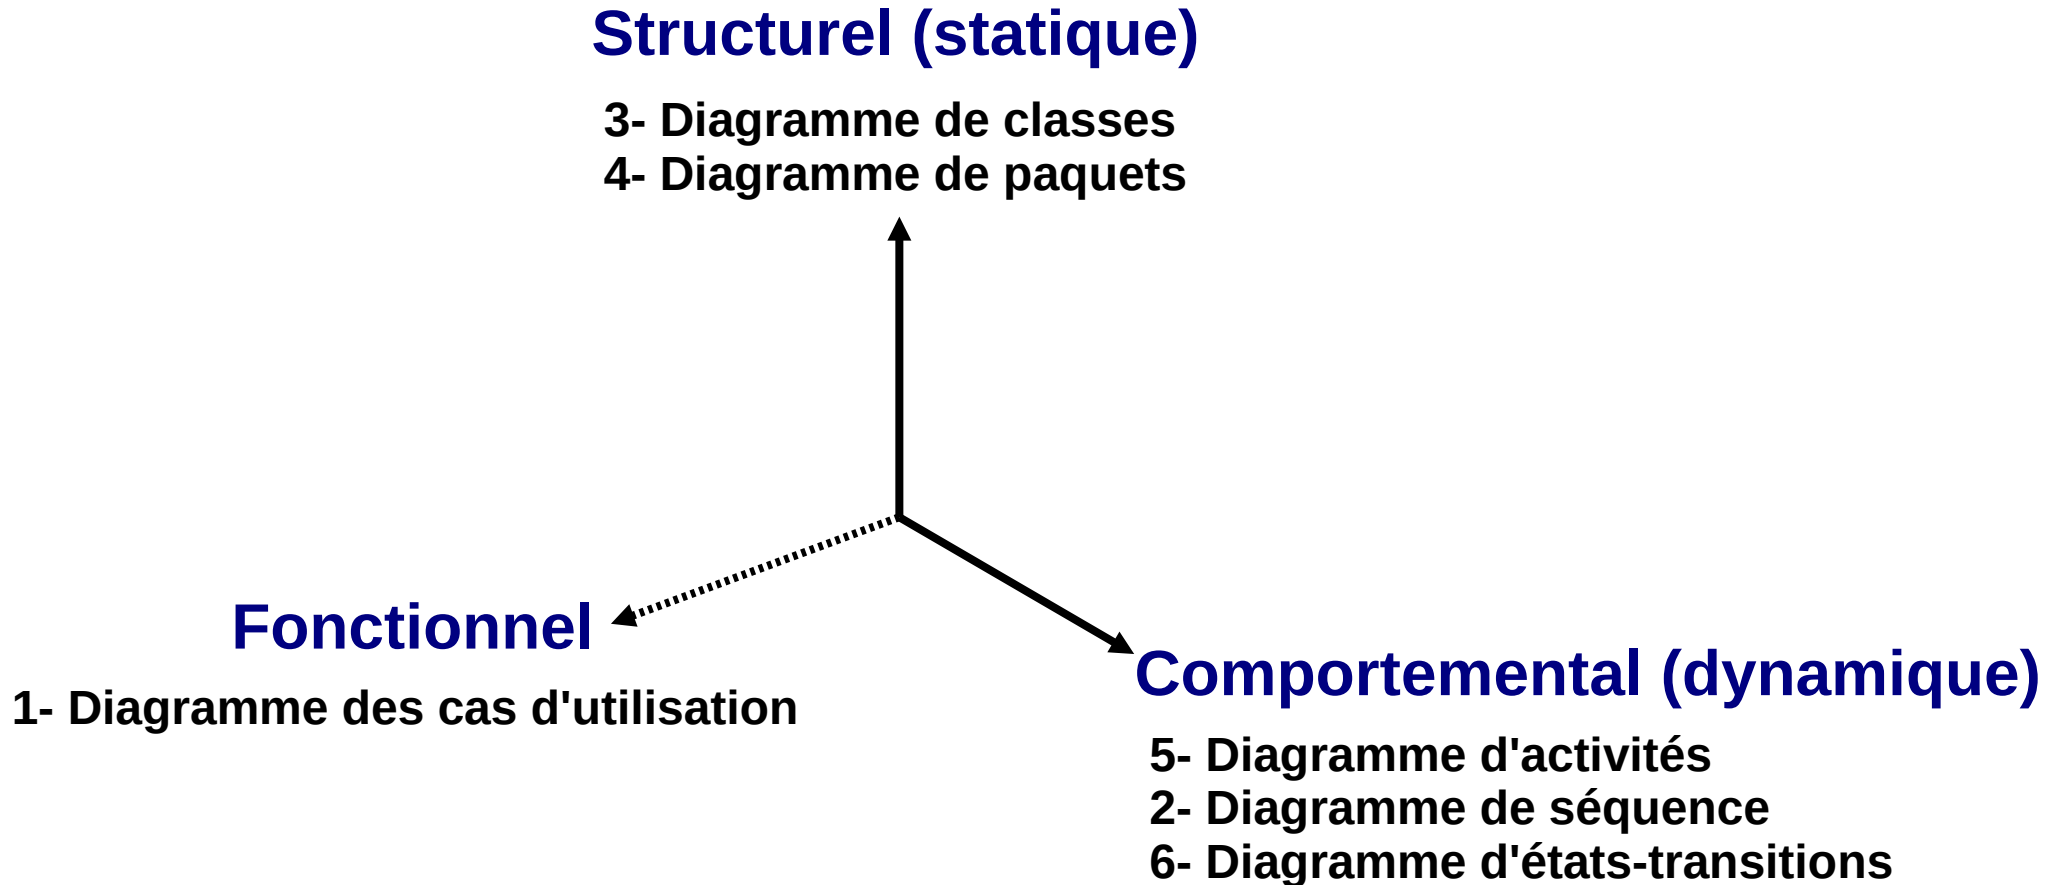 Structurel (statique)
3- Diagramme de classes
4- Diagramme de paquets
Fonctionnel
1- Diagramme des cas d'utilisation
Comportemental (dynamique)
5- Diagramme d'activités
2- Diagramme de séquence
6- Diagramme d'états-transitions